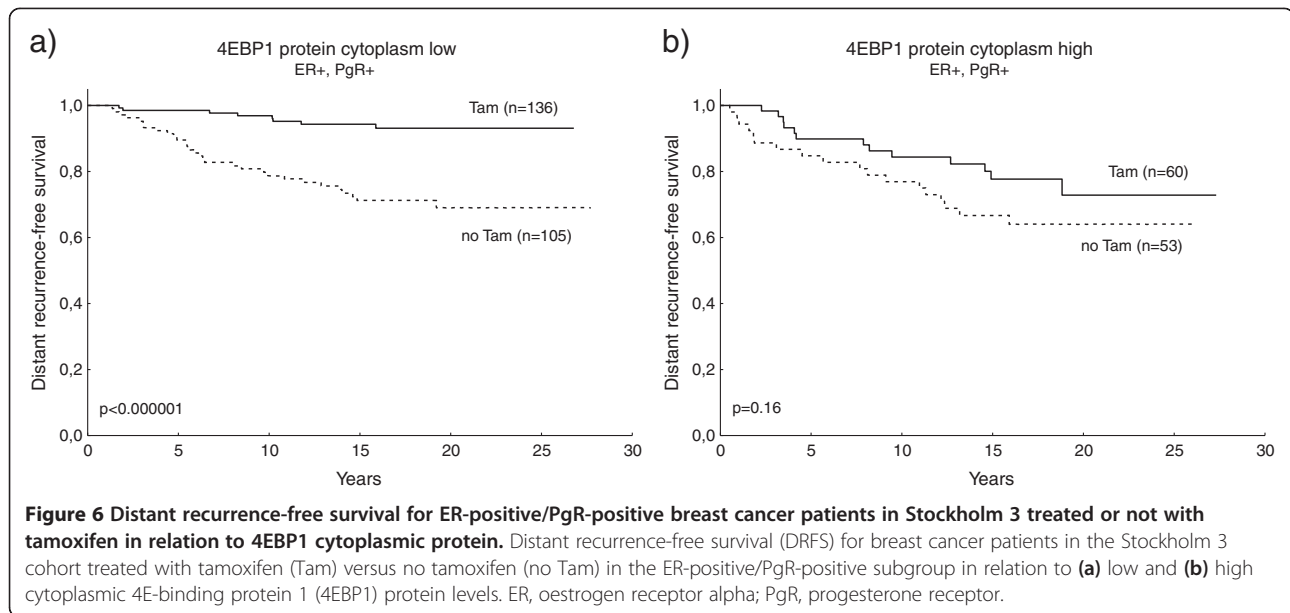 a)
4EBP1 protein cytoplasm low
ER+, PgR+
Distant recurrence-free survival
1,0
0,8
0,6
0,4
0,2
0,0
Tam (n=136)
no Tam (n=105)
p<0.000001
0 5 10 15 20 25 30
Years
b)
4EBP1 protein cytoplasm high
ER+, PgR+
Distant recurrence-free survival
1,0
0,8
0,6
0,4
0,2
0,0
Tam (n=60)
no Tam (n=53)
p=0.16
0 5 10 15 20 25 30
Years
Figure 6 Distant recurrence-free survival for ER-positive/PgR-positive breast cancer patients in Stockholm 3 treated or not with
tamoxifen in relation to 4EBP1 cytoplasmic protein. Distant recurrence-free survival (DRFS) for breast cancer patients in the Stockholm 3
cohort treated with tamoxifen (Tam) versus no tamoxifen (no Tam) in the ER-positive/PgR-positive subgroup in relation to (a) low and (b) high
cytoplasmic 4E-binding protein 1 (4EBP1) protein levels. ER, oestrogen receptor alpha; PgR, progesterone receptor.